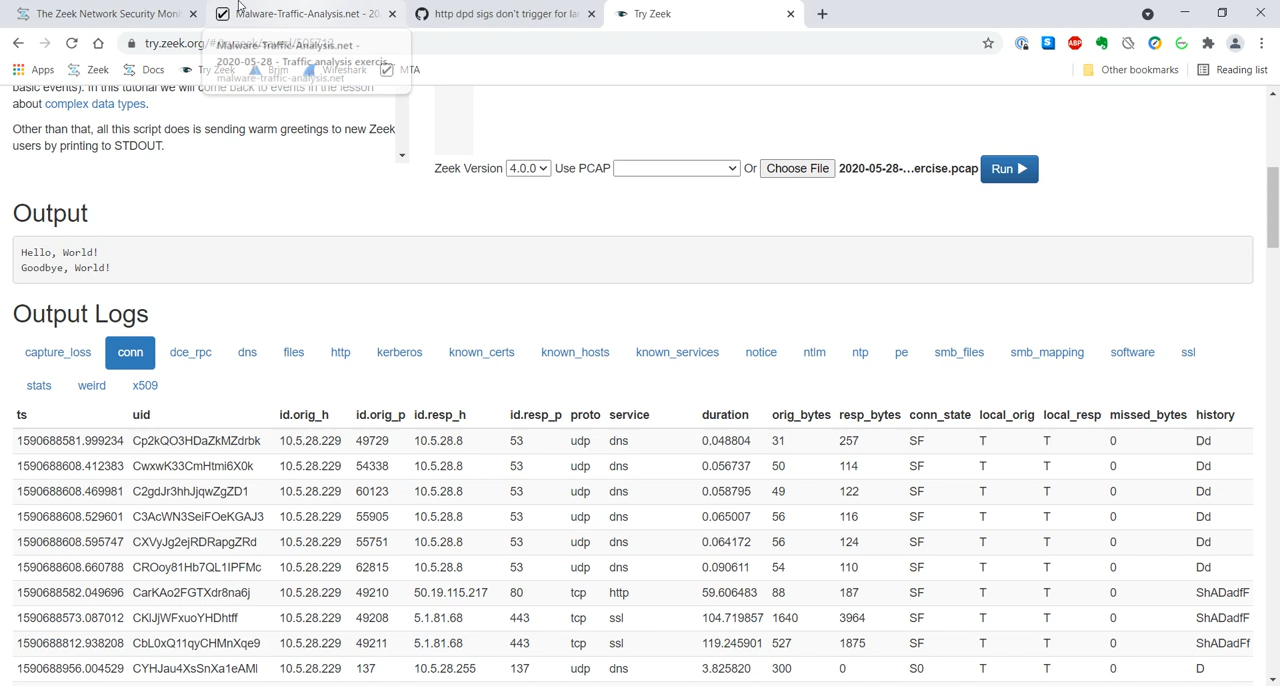 The Zeek Network Security Moni
Malware-Traffic-Analysis.net - 20
http dpd sigs don't trigger for la
Try Zeek
try.zeek.org/#
Malware-Traffic-Analysis.net -
2020-05-28 - Traffic analysis exercis...
malware-traffic-analysis.net
Apps Zeek Docs Try Zeek Brim Wireshark MTA Other bookmarks Reading list
basic events). In this tutorial we will come back to events in the lesson
about complex data types.
Other than that, all this script does is sending warm greetings to new Zeek
users by printing to STDOUT.
Zeek Version 4.0.0 Use PCAP Or Choose File 2020-05-28-...ercise.pcap Run
Output
Hello, World!
Goodbye, World!
Output Logs
capture_loss conn dce_rpc dns files http kerberos known_certs known_hosts known_services notice ntlm ntp pe smb_files smb_mapping software ssl
stats weird x509
ts uid id.orig_h id.orig_p id.resp_h id.resp_p proto service duration orig_bytes resp_bytes conn_state local_orig local_resp missed_bytes history
1590688581.999234 Cp2kQO3HDaZkMZdrbk 10.5.28.229 49729 10.5.28.8 53 udp dns 0.048804 31 257 SF T T 0 Dd
1590688608.412383 CwxwK33CmHtmi6X0k 10.5.28.229 54338 10.5.28.8 53 udp dns 0.056737 50 114 SF T T 0 Dd
1590688608.469981 C2gdJr3hhJjqwZgZD1 10.5.28.229 60123 10.5.28.8 53 udp dns 0.058795 49 122 SF T T 0 Dd
1590688608.529601 C3AcWN3SeiFOeKGAJ3 10.5.28.229 55905 10.5.28.8 53 udp dns 0.065007 56 116 SF T T 0 Dd
1590688608.595747 CXVyJg2ejRDRapgZRd 10.5.28.229 55751 10.5.28.8 53 udp dns 0.064172 56 124 SF T T 0 Dd
1590688608.660788 CROoy81Hb7QL1IPFMc 10.5.28.229 62815 10.5.28.8 53 udp dns 0.090611 54 110 SF T T 0 Dd
1590688582.049696 CarKAo2FGTXdr8na6j 10.5.28.229 49210 50.19.115.217 80 tcp http 59.606483 88 187 SF T T 0 ShADadfF
1590688573.087012 CKlJjWFxuoYHDhtff 10.5.28.229 49208 5.1.81.68 443 tcp ssl 104.719857 1640 3964 SF T T 0 ShADadfF
1590688812.938208 CbL0xQ11qyCHMnXqe9 10.5.28.229 49211 5.1.81.68 443 tcp ssl 119.245901 527 1875 SF T T 0 ShADadFf
1590688956.004529 CYHJau4XsSnXa1eAMl 10.5.28.229 137 10.5.28.255 137 udp dns 3.825820 300 0 S0 T T 0 D